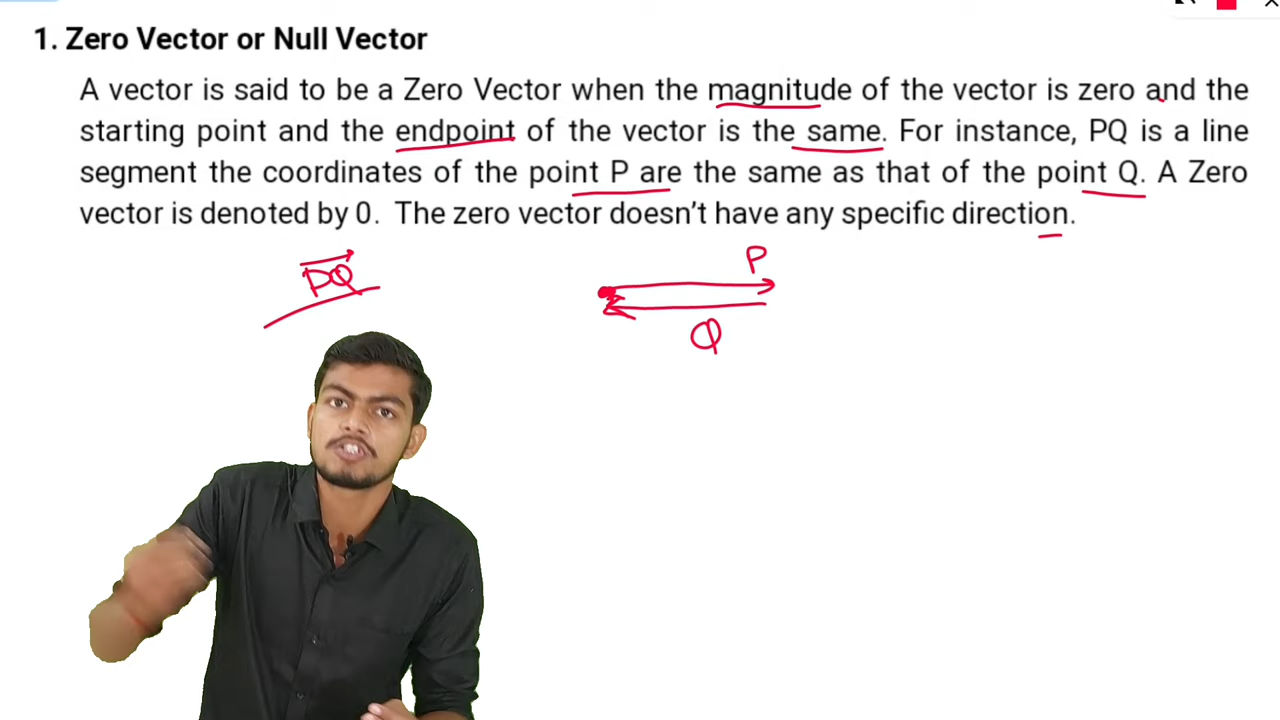 1. Zero Vector or Null Vector
A vector is said to be a Zero Vector when the magnitude of the vector is zero and the
starting point and the endpoint of the vector is the same. For instance, PQ is a line
segment the coordinates of the point P are the same as that of the point Q. A Zero
vector is denoted by 0. The zero vector doesn’t have any specific direction.
PQ
P
Q